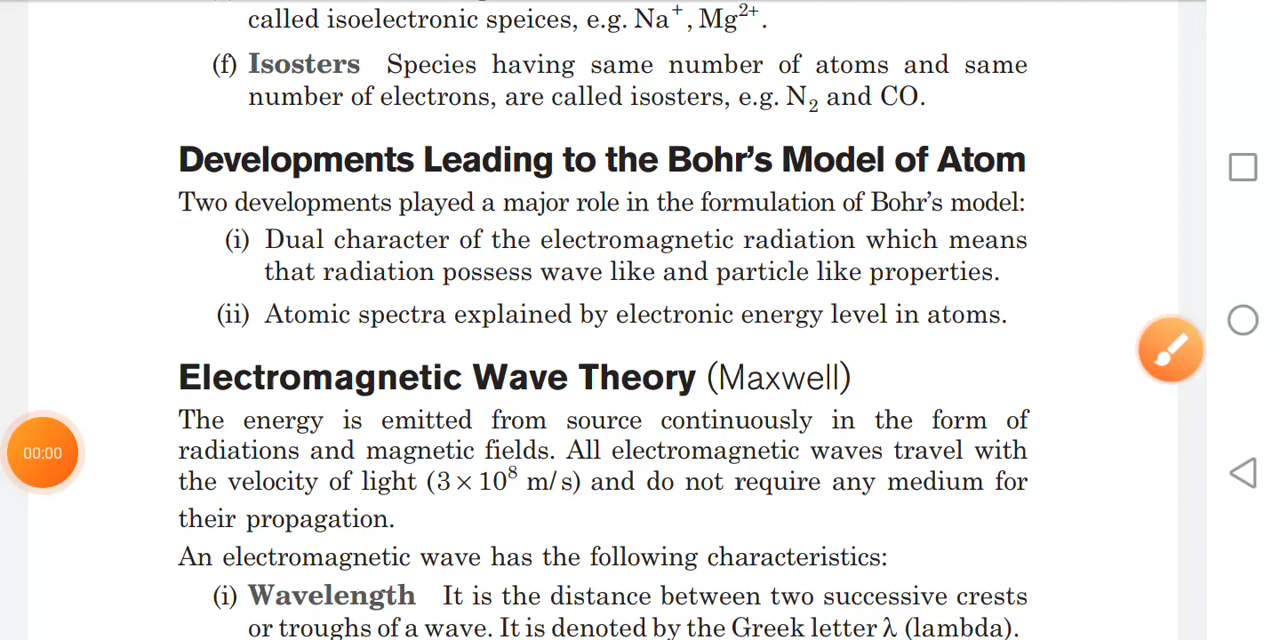 called isoelectronic speices, e.g. Na⁺, Mg²⁺.
(f) Isosters Species having same number of atoms and same
number of electrons, are called isosters, e.g. N₂ and CO.
Developments Leading to the Bohr's Model of Atom
Two developments played a major role in the formulation of Bohr's model:
(i) Dual character of the electromagnetic radiation which means
that radiation possess wave like and particle like properties.
(ii) Atomic spectra explained by electronic energy level in atoms.
Electromagnetic Wave Theory (Maxwell)
The energy is emitted from source continuously in the form of
radiations and magnetic fields. All electromagnetic waves travel with
00:00
the velocity of light (3 × 10⁸ m/s) and do not require any medium for
their propagation.
An electromagnetic wave has the following characteristics:
(i) Wavelength It is the distance between two successive crests
or troughs of a wave. It is denoted by the Greek letter λ (lambda).